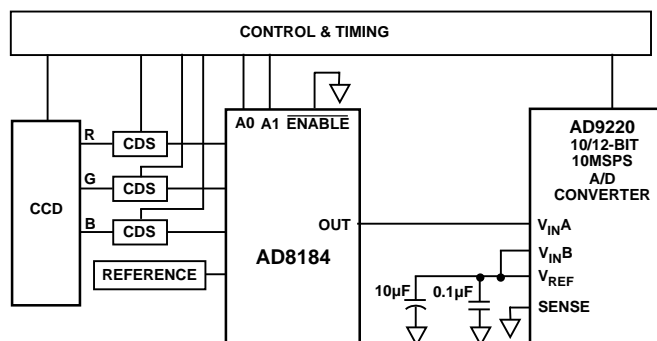 CONTROL & TIMING
A0 A1 ENABLE
R CDS
G CDS
B CDS
CCD
REFERENCE
OUT
AD8184
AD9220
10/12-BIT
10MSPS
A/D
CONVERTER
VINA
VINB
VREF
SENSE
10µF
0.1µF